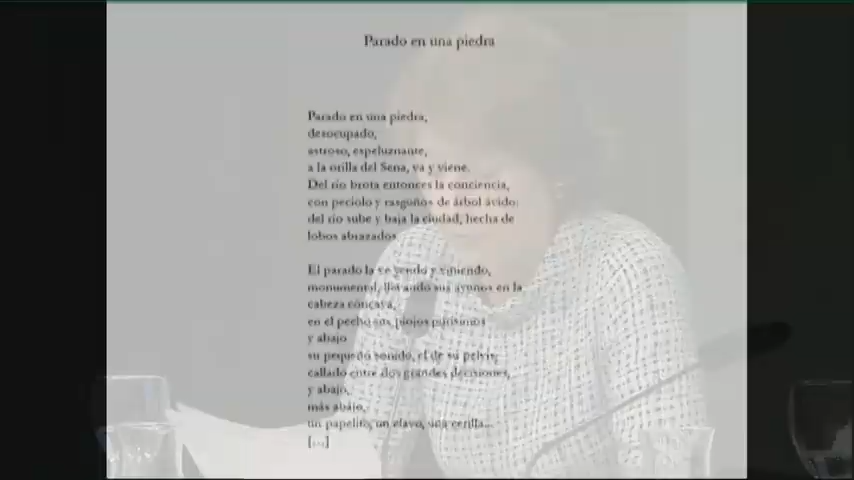 Parado en una piedra
Parado en una piedra,
desocupado,
astroso, espeluznante,
a la orilla del Sena, va y viene.
Del río brota entonces la conciencia,
con peciolo y rasguños de árbol ávido:
del río sube y baja la ciudad, hecha de
lobos abrazados.
El parado la ve yendo y viniendo,
monumental, llevando sus ayunos en la
cabeza cóncava,
en el pecho sus piojos purísimos
y abajo
su pequeño sonido, el de su pelvis,
callado entre dos grandes decisiones,
y abajo,
más abajo,
un papelito, un clavo, una cerilla...
[...]